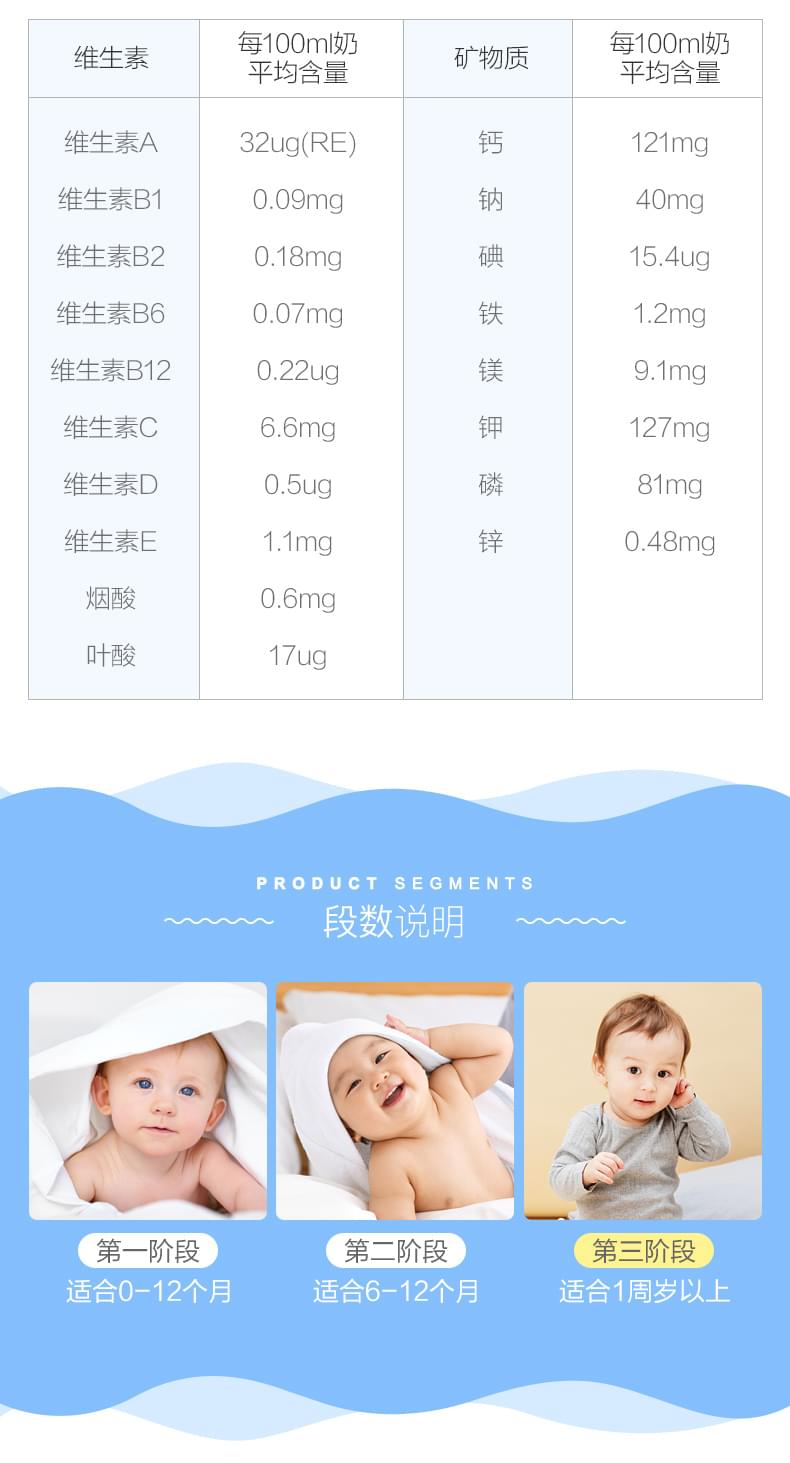 维生素 每100ml奶平均含量 矿物质 每100ml奶平均含量
维生素A 32ug(RE) 钙 121mg
维生素B1 0.09mg 钠 40mg
维生素B2 0.18mg 碘 15.4ug
维生素B6 0.07mg 铁 1.2mg
维生素B12 0.22ug 镁 9.1mg
维生素C 6.6mg 钾 127mg
维生素D 0.5ug 磷 81mg
维生素E 1.1mg 锌 0.48mg
烟酸 0.6mg
叶酸 17ug
PRODUCT SEGMENTS
段数说明
第一阶段 第二阶段 第三阶段
适合0-12个月 适合6-12个月 适合1周岁以上